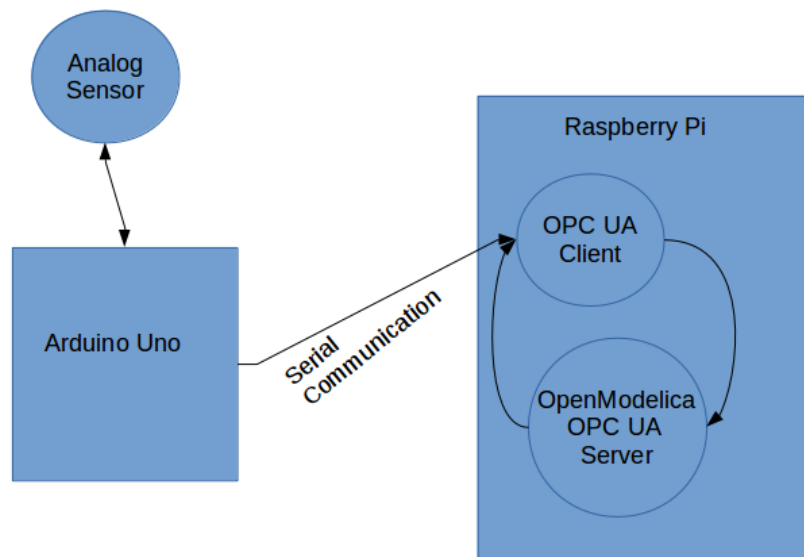 Analog
Sensor
Raspberry Pi
OPC UA
Client
Arduino Uno
Serial
Communication
OpenModelica
OPC UA
Server